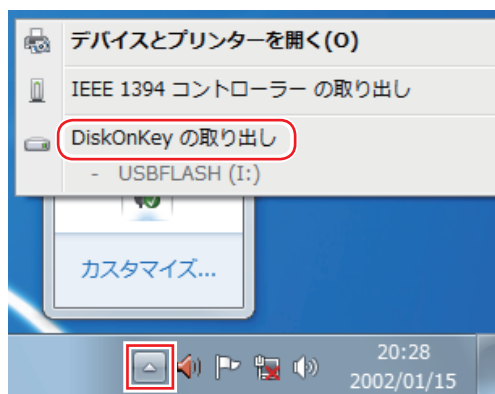 デバイスとプリンターを開く(O)
IEEE 1394 コントローラー の取り出し
DiskOnKey の取り出し
- USBFLASH (I:)
カスタマイズ...
20:28
2002/01/15